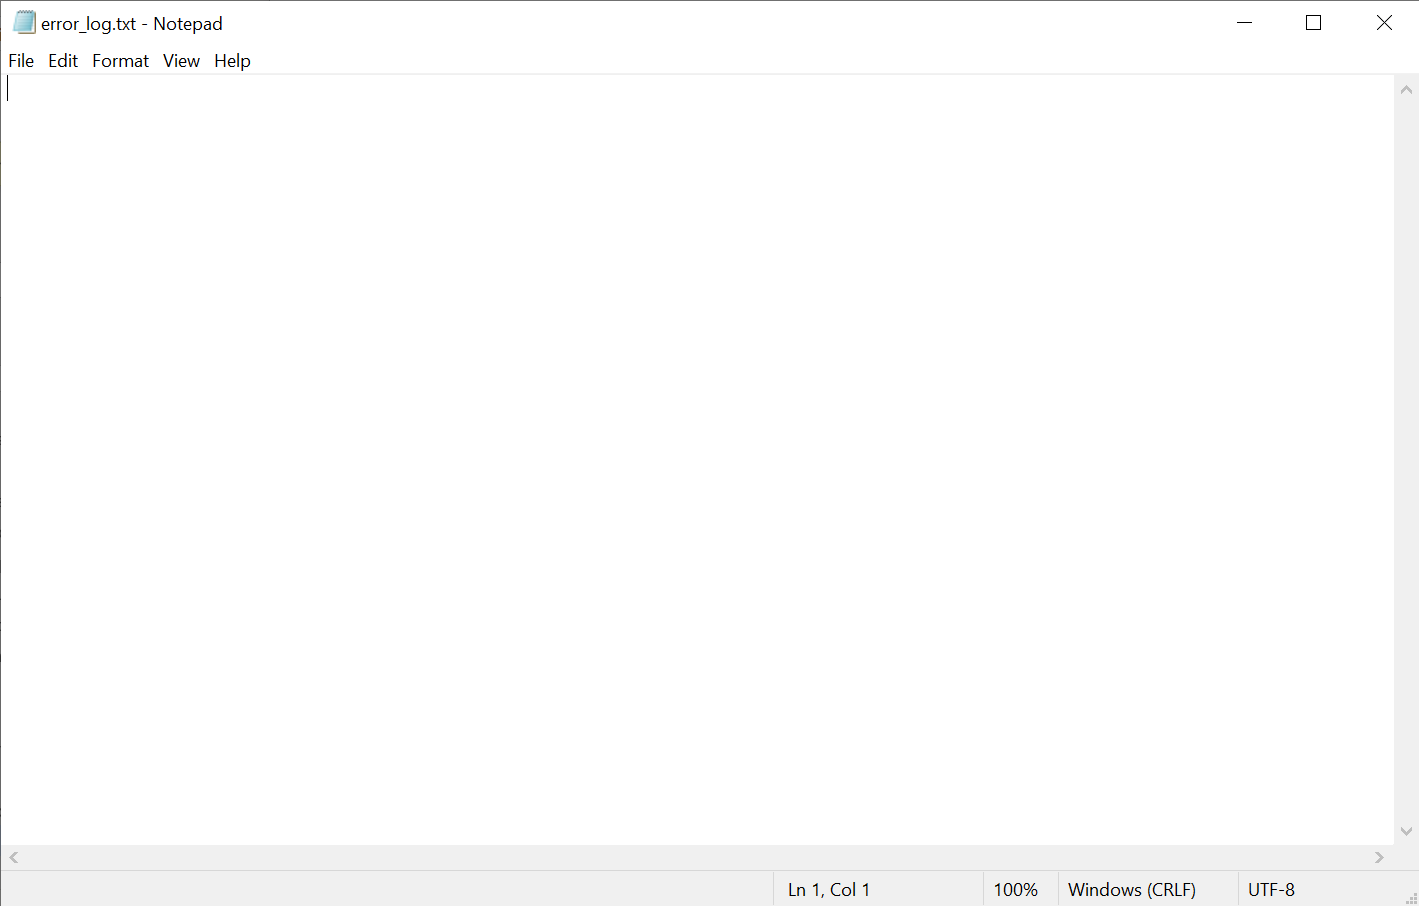 error_log.txt - Notepad
File Edit Format View Help
Ln 1, Col 1 100% Windows (CRLF) UTF-8